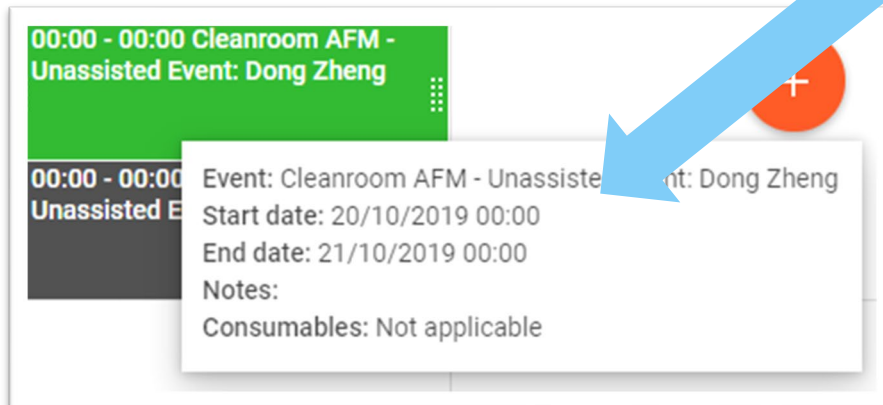 00:00 - 00:00 Cleanroom AFM -
Unassisted Event: Dong Zheng
+
00:00 - 00:00
Unassisted E
Event: Cleanroom AFM - Unassiste nt: Dong Zheng
Start date: 20/10/2019 00:00
End date: 21/10/2019 00:00
Notes:
Consumables: Not applicable